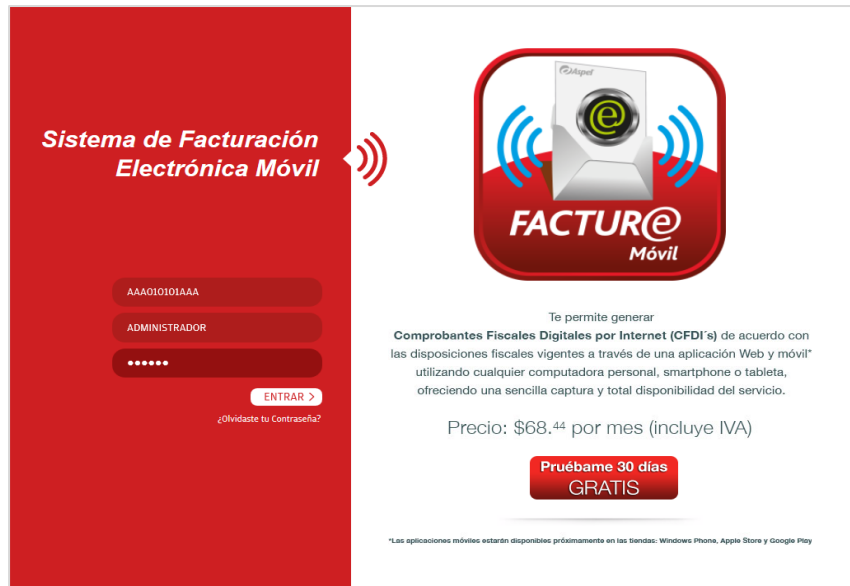 Sistema de Facturación
Electrónica Móvil
AAA010101AAA
ADMINISTRADOR
••••••
ENTRAR >
¿Olvidaste tu Contraseña?
Aspel
FACTUR@
Móvil
Te permite generar
Comprobantes Fiscales Digitales por Internet (CFDI´s) de acuerdo con
las disposiciones fiscales vigentes a través de una aplicación Web y móvil*
utilizando cualquier computadora personal, smartphone o tableta,
ofreciendo una sencilla captura y total disponibilidad del servicio.
Precio: $68.44 por mes (incluye IVA)
Pruébame 30 días
GRATIS
*Las aplicaciones móviles estarán disponibles próximamente en las tiendas: Windows Phone, Apple Store y Google Play